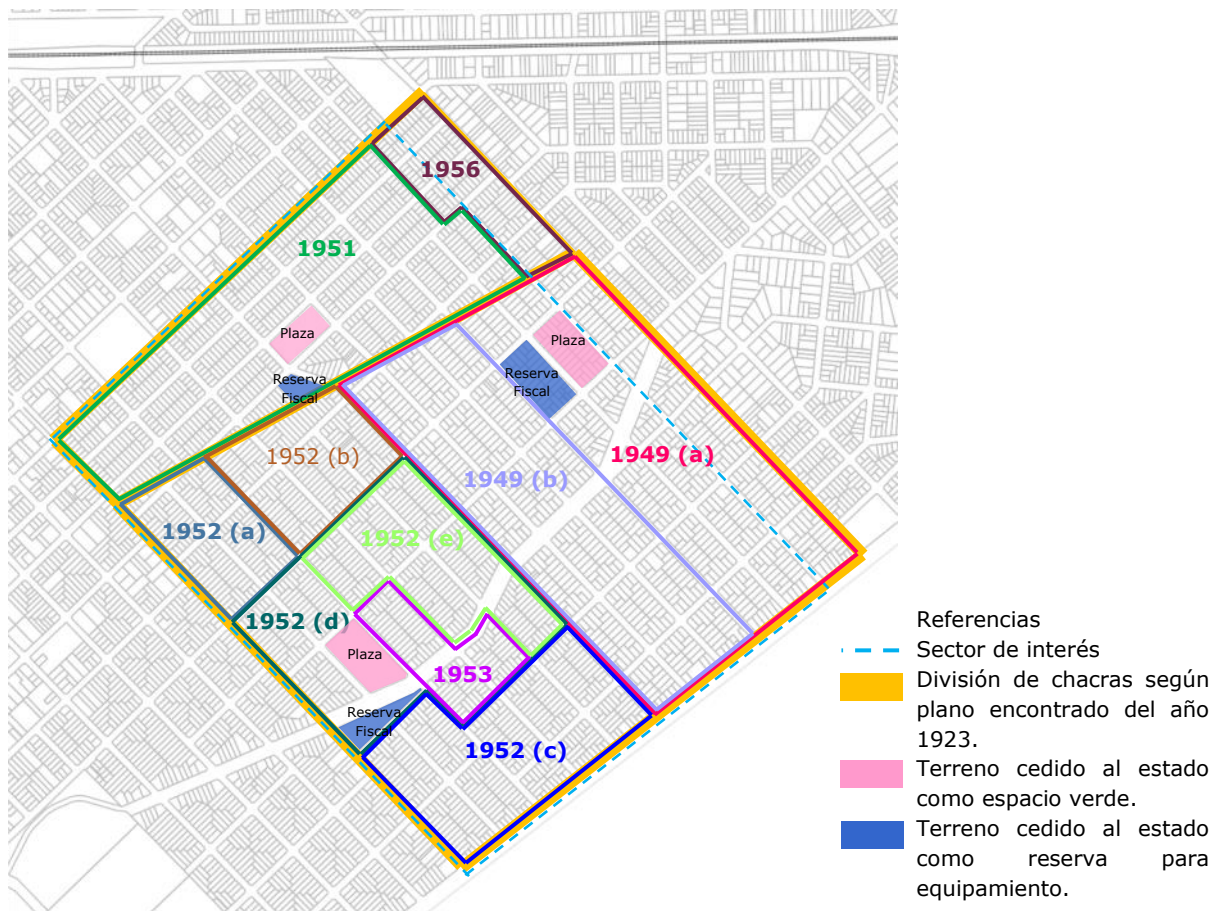 1956
1951
Plaza
Plaza
Reserva
Fiscal
Reserva
Fiscal
1952 (b)
1949 (a)
1949 (b)
1952 (a)
1952 (e)
1952 (d)
Plaza
1953
Reserva
Fiscal
1952 (c)
Referencias
Sector de interés
División de chacras según
plano encontrado del año
1923.
Terreno cedido al estado
como espacio verde.
Terreno cedido al estado
como reserva para
equipamiento.